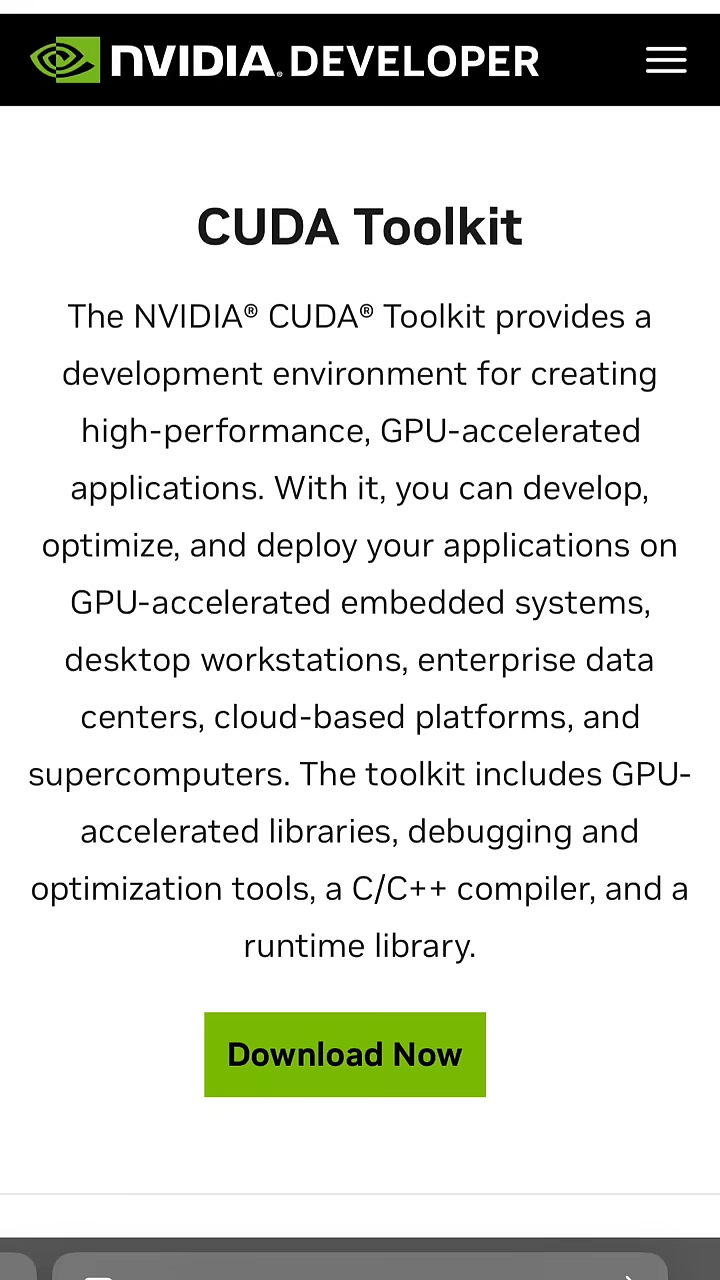 NVIDIA. DEVELOPER
CUDA Toolkit
The NVIDIA® CUDA® Toolkit provides a
development environment for creating
high-performance, GPU-accelerated
applications. With it, you can develop,
optimize, and deploy your applications on
GPU-accelerated embedded systems,
desktop workstations, enterprise data
centers, cloud-based platforms, and
supercomputers. The toolkit includes GPU-
accelerated libraries, debugging and
optimization tools, a C/C++ compiler, and a
runtime library.
Download Now